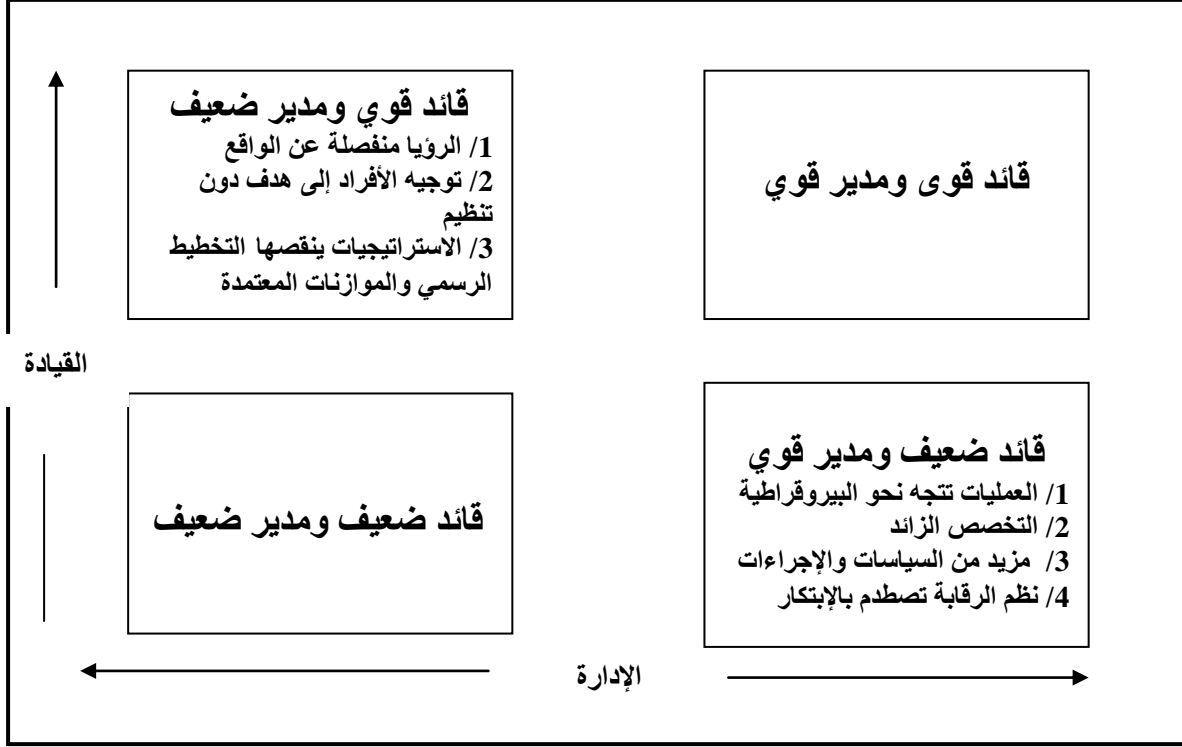 قائد قوي ومدير ضعيف
1/ الرؤيا منفصلة عن الواقع
2/ توجيه الأفراد إلى هدف دون
تنظيم
3/ الاستراتيجيات ينقصها التخطيط
الرسمي والموازنات المعتمدة
قائد قوى ومدير قوي
القيادة
قائد ضعيف ومدير ضعيف
قائد ضعيف ومدير قوي
1/ العمليات تتجه نحو البيروقراطية
2/ التخصص الزائد
3/ مزيد من السياسات والإجراءات
4/ نظم الرقابة تصطدم بالإبتكار
الإدارة